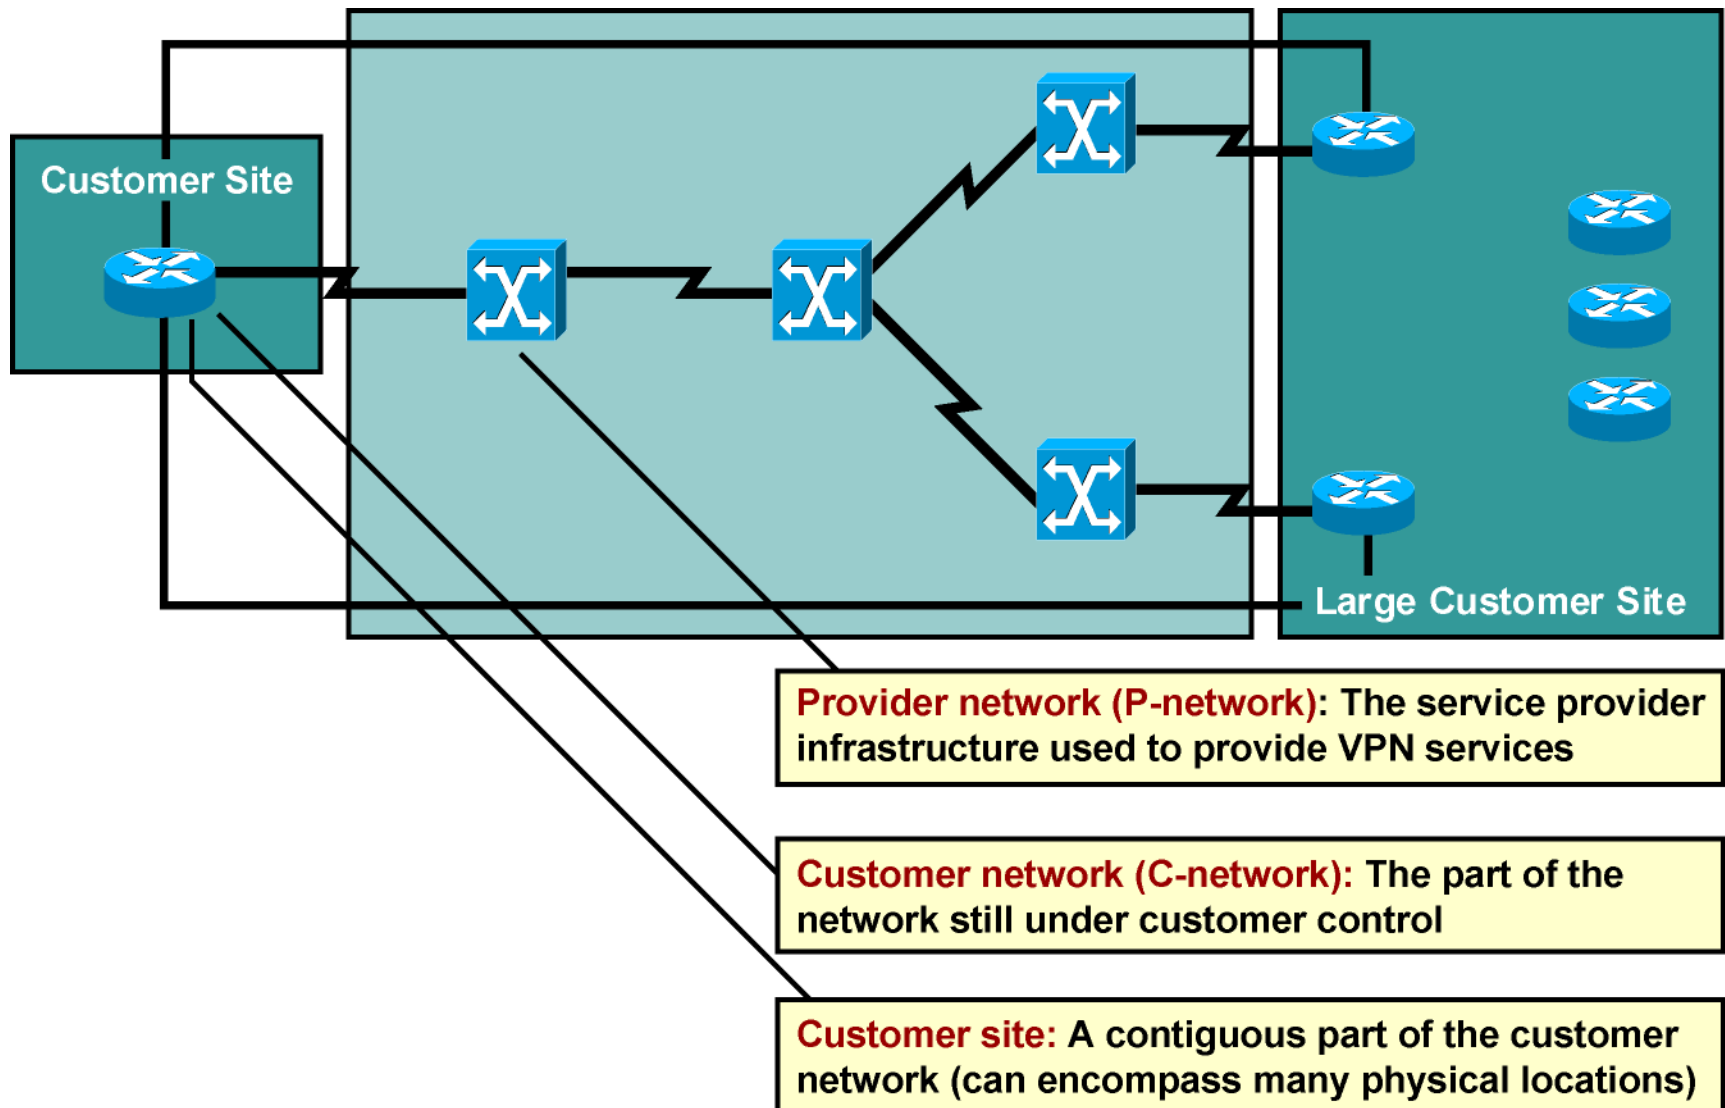 Customer Site
Large Customer Site
Provider network (P-network): The service provider
infrastructure used to provide VPN services
Customer network (C-network): The part of the
network still under customer control
Customer site: A contiguous part of the customer
network (can encompass many physical locations)